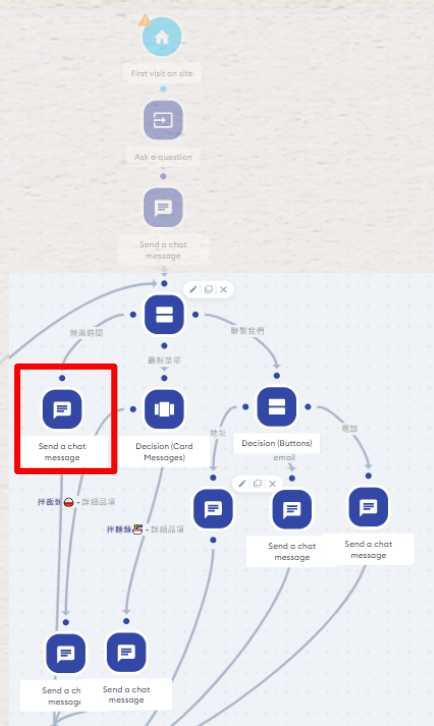 First visit on site
Ask a question
Send a chat
message
營運時間
聯繫我們
最新菜單
Send a chat
message
Decision (Card
Messages)
地址
Decision (Buttons)
email
電話
拌飯類 - 詳細品項
拌麵類 - 詳細品項
Send a chat
message
Send a chat
message
Send a ch
message
Send a chat
message